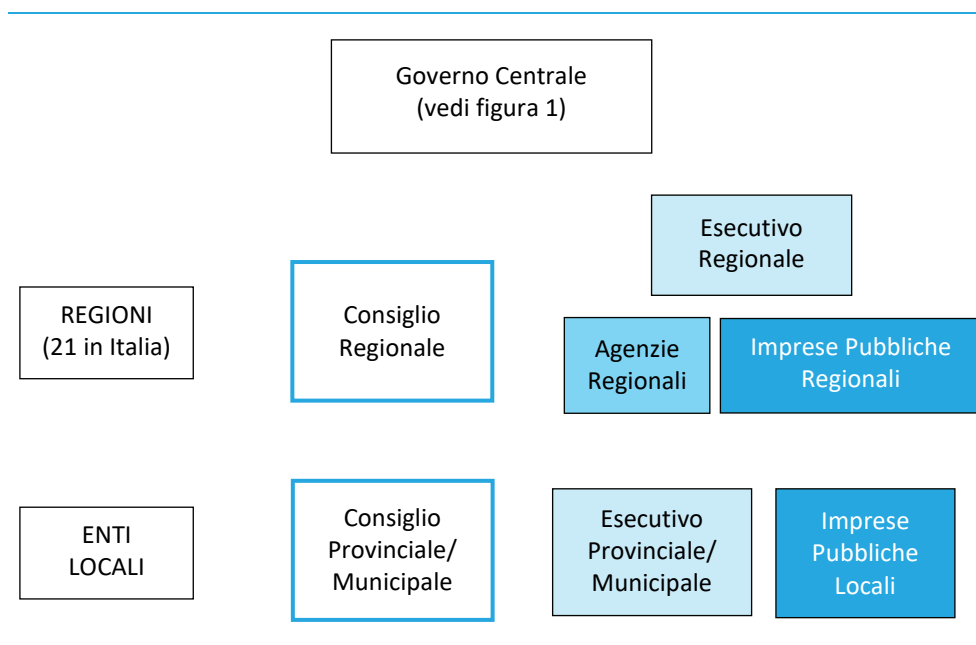 Governo Centrale
(vedi figura 1)
Esecutivo
Regionale
REGIONI
(21 in Italia)
Consiglio
Regionale
Agenzie
Regionali
Imprese Pubbliche
Regionali
ENTI
LOCALI
Consiglio
Provinciale/
Municipale
Esecutivo
Provinciale/
Municipale
Imprese
Pubbliche
Locali